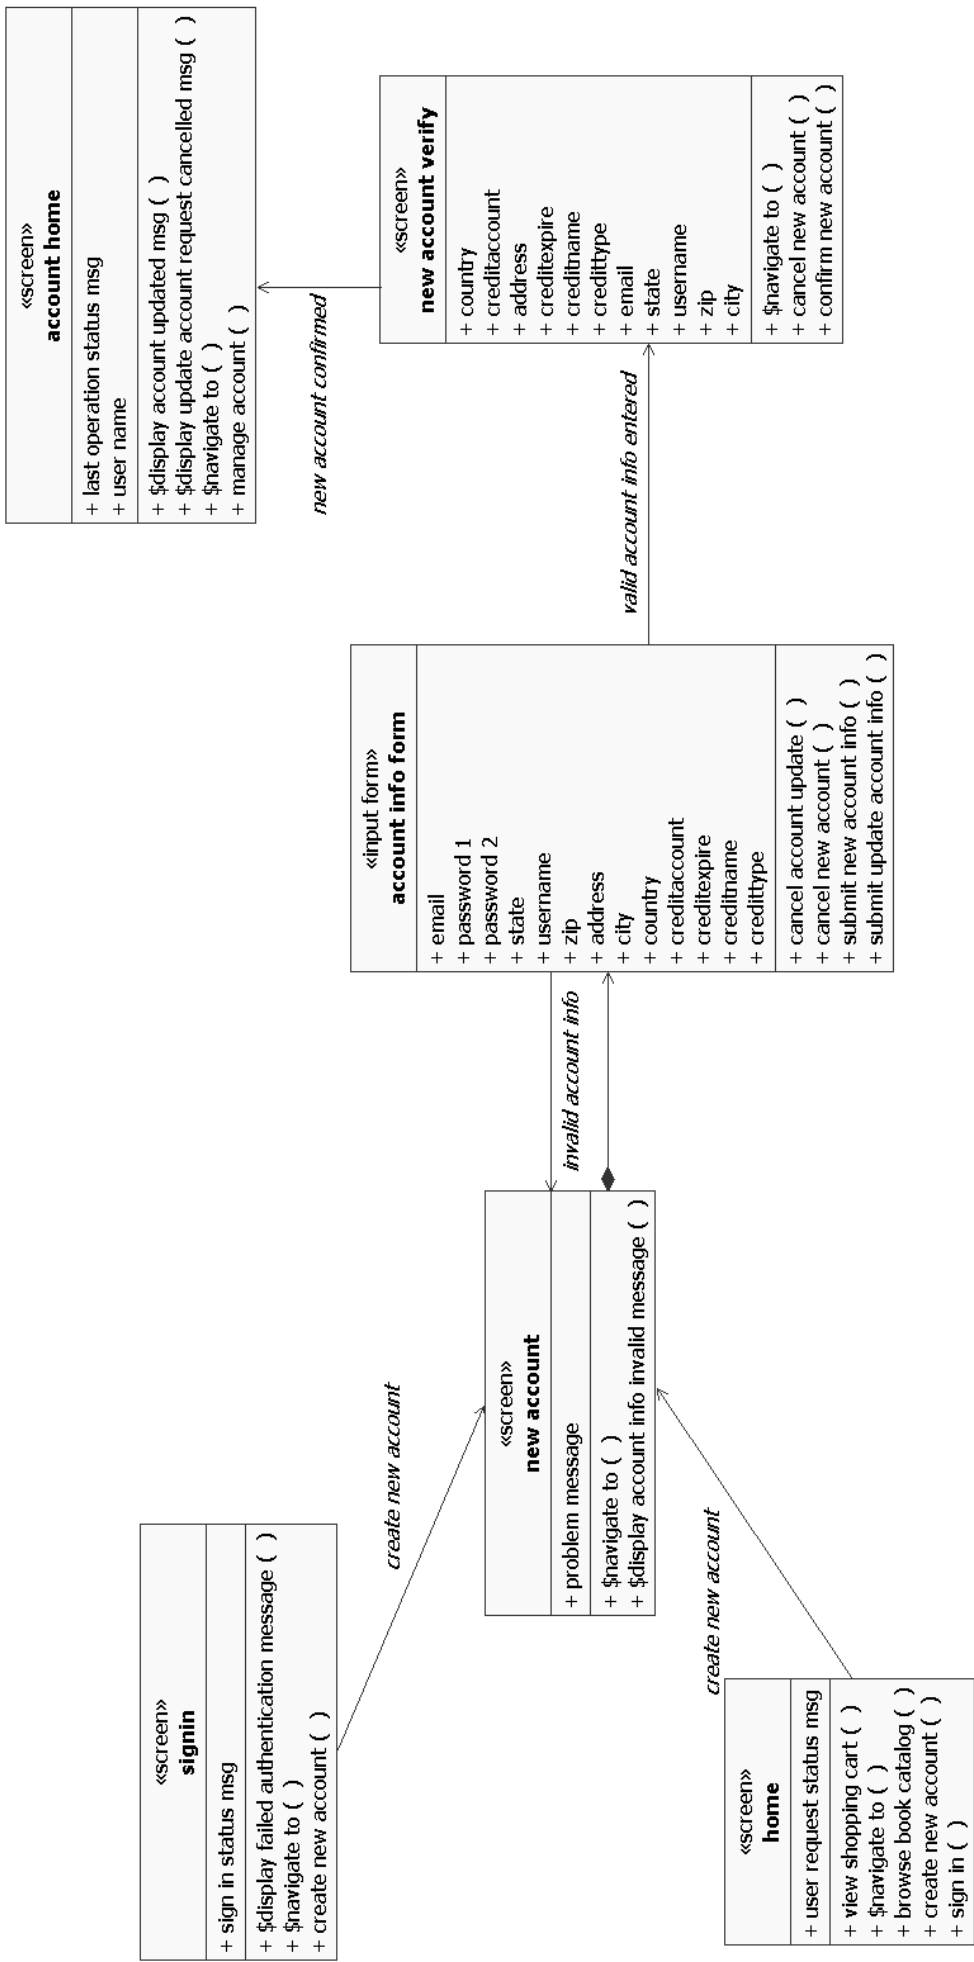 «screen»
signin
+ sign in status msg
+ $display failed authentication message ( )
+ $navigate to ( )
+ create new account ( )
create new account
«screen»
home
+ user request status msg
+ view shopping cart ( )
+ $navigate to ( )
+ browse book catalog ( )
+ create new account ( )
+ sign in ( )
create new account
«screen»
new account
+ problem message
+ $navigate to ( )
+ $display account info invalid message ( )
invalid account info
«input form»
account info form
+ email
+ password 1
+ password 2
+ state
+ username
+ zip
+ address
+ city
+ country
+ creditaccount
+ creditexpire
+ creditname
+ credittype
+ cancel account update ( )
+ cancel new account ( )
+ submit new account info ( )
+ submit update account info ( )
valid account info entered
«screen»
new account verify
+ country
+ creditaccount
+ address
+ creditexpire
+ creditname
+ credittype
+ email
+ state
+ username
+ zip
+ city
+ $navigate to ( )
+ cancel new account ( )
+ confirm new account ( )
new account confirmed
«screen»
account home
+ last operation status msg
+ user name
+ $display account updated msg ( )
+ $display update account request cancelled msg ( )
+ $navigate to ( )
+ manage account ( )